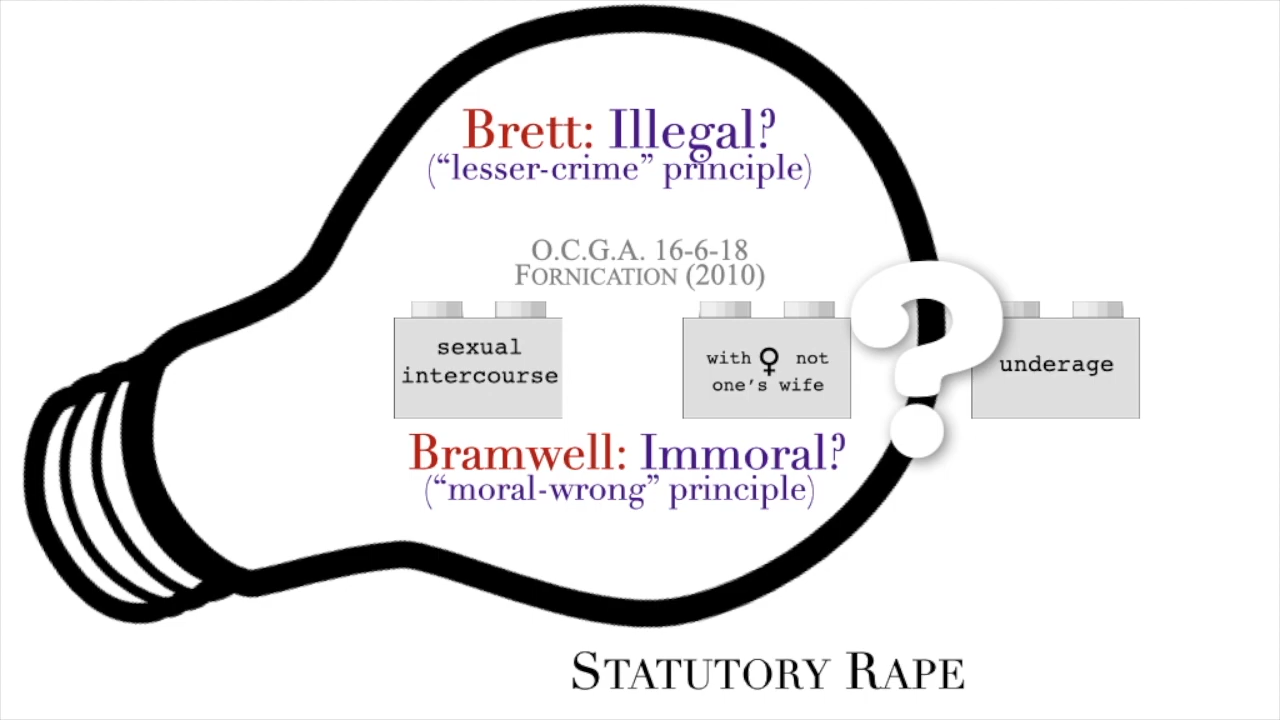 Brett: Illegal?
(“lesser-crime” principle)
O.C.G.A. 16-6-18
Fornication (2010)
sexual
intercourse
with ♀ not
one's wife
?
underage
Bramwell: Immoral?
(“moral-wrong” principle)
Statutory Rape